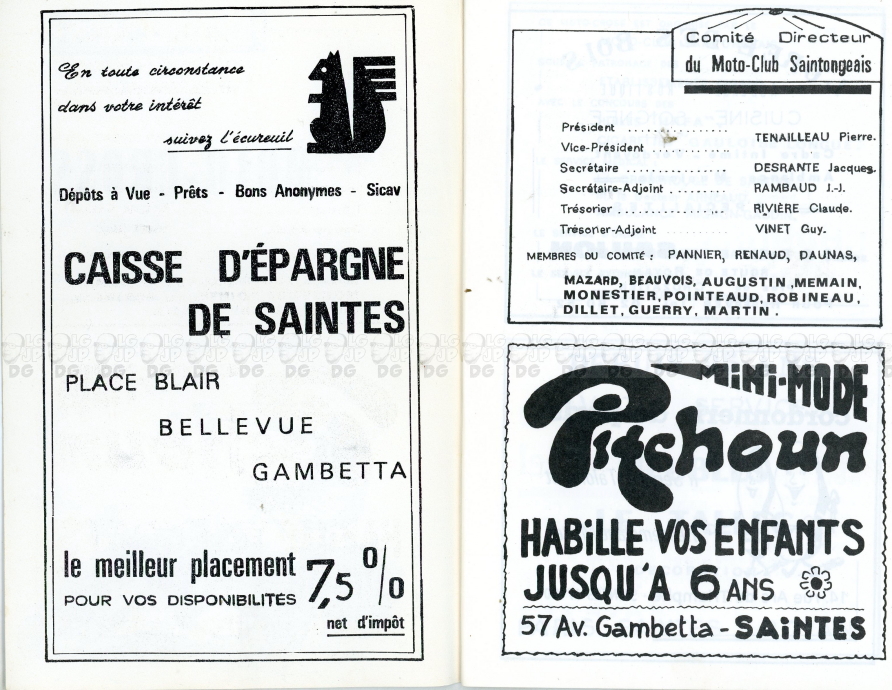 En toute circonstance
dans votre intérêt
suivez l'écureuil
Dépôts à Vue - Prêts - Bons Anonymes - Sicav
CAISSE D'ÉPARGNE
DE SAINTES
PLACE BLAIR
BELLEVUE
GAMBETTA
le meilleur placement 7,5 %
POUR VOS DISPONIBILITÉS
net d'impôt
Comité Directeur
du Moto-Club Saintongeais
Président . . . . . . . . . . . . . TENAILLEAU Pierre.
Vice-Président . . . . . . . . .
Secrétaire . . . . . . . . . . . . DESRANTE Jacques.
Secrétaire-Adjoint . . . . . . . . RAMBAUD J.-J.
Trésorier . . . . . . . . . . . . . RIVIÈRE Claude.
Trésorier-Adjoint . . . . . . VINET Guy.
MEMBRES DU COMITÉ : PANNIER, RENAUD, DAUNAS,
MAZARD, BEAUVOIS, AUGUSTIN ,MEMAIN,
MONESTIER, POINTEAUD, ROBINEAU,
DILLET, GUERRY, MARTIN .
MiNi-MODE
Pitchoun
HABiLLE VOS ENFANTS
JUSQU'A 6 ANS
57 Av. Gambetta - SAiNTES